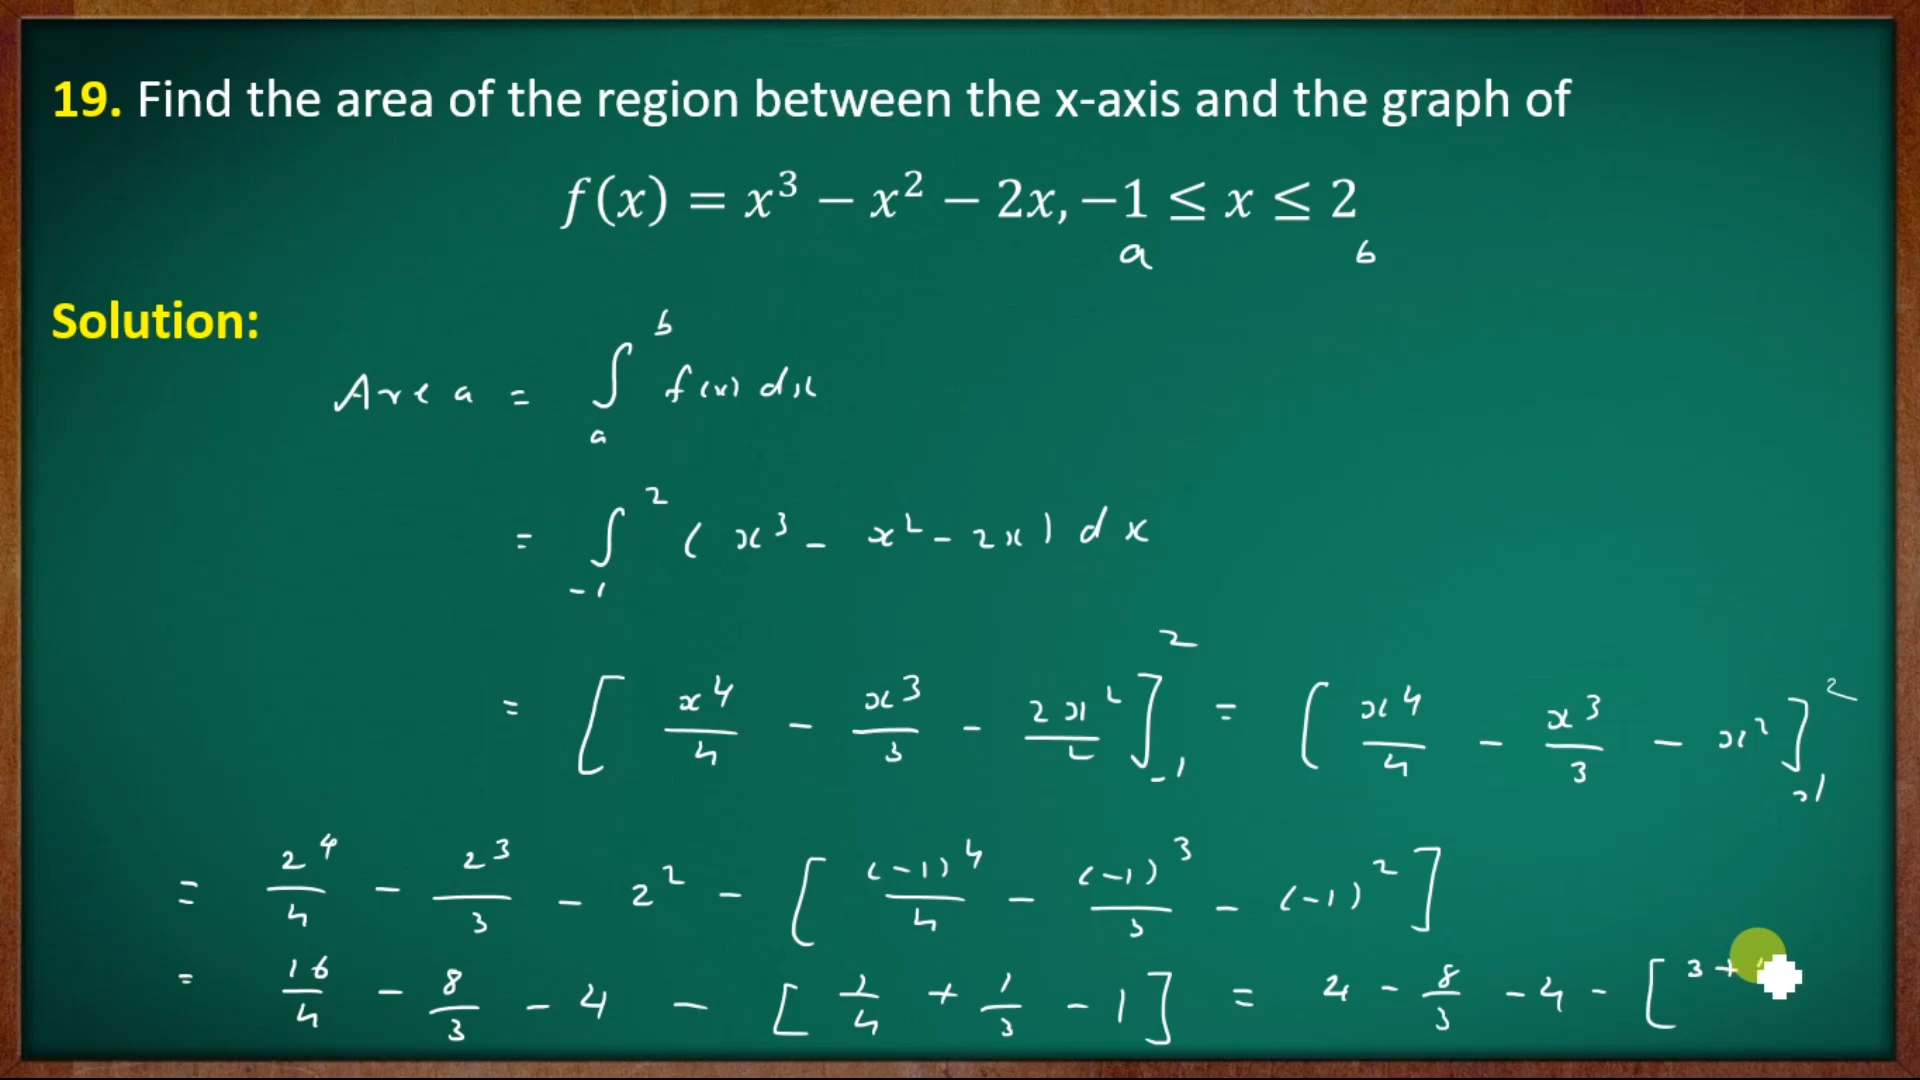 19. Find the area of the region between the x-axis and the graph of
f(x) = x³ − x² − 2x, −1 ≤ x ≤ 2
a b
Solution:
Area = ∫ₐᵇ f(x) dx
= ∫₋₁² (x³ - x² - 2x) dx
= [x⁴/4 - x³/3 - 2x²/2]₋₁² = [x⁴/4 - x³/3 - x²]₋₁²
= 2⁴/4 - 2³/3 - 2² - [(-1)⁴/4 - (-1)³/3 - (-1)²]
= 16/4 - 8/3 - 4 - [1/4 + 1/3 - 1] = 4 - 8/3 - 4 - [3 +